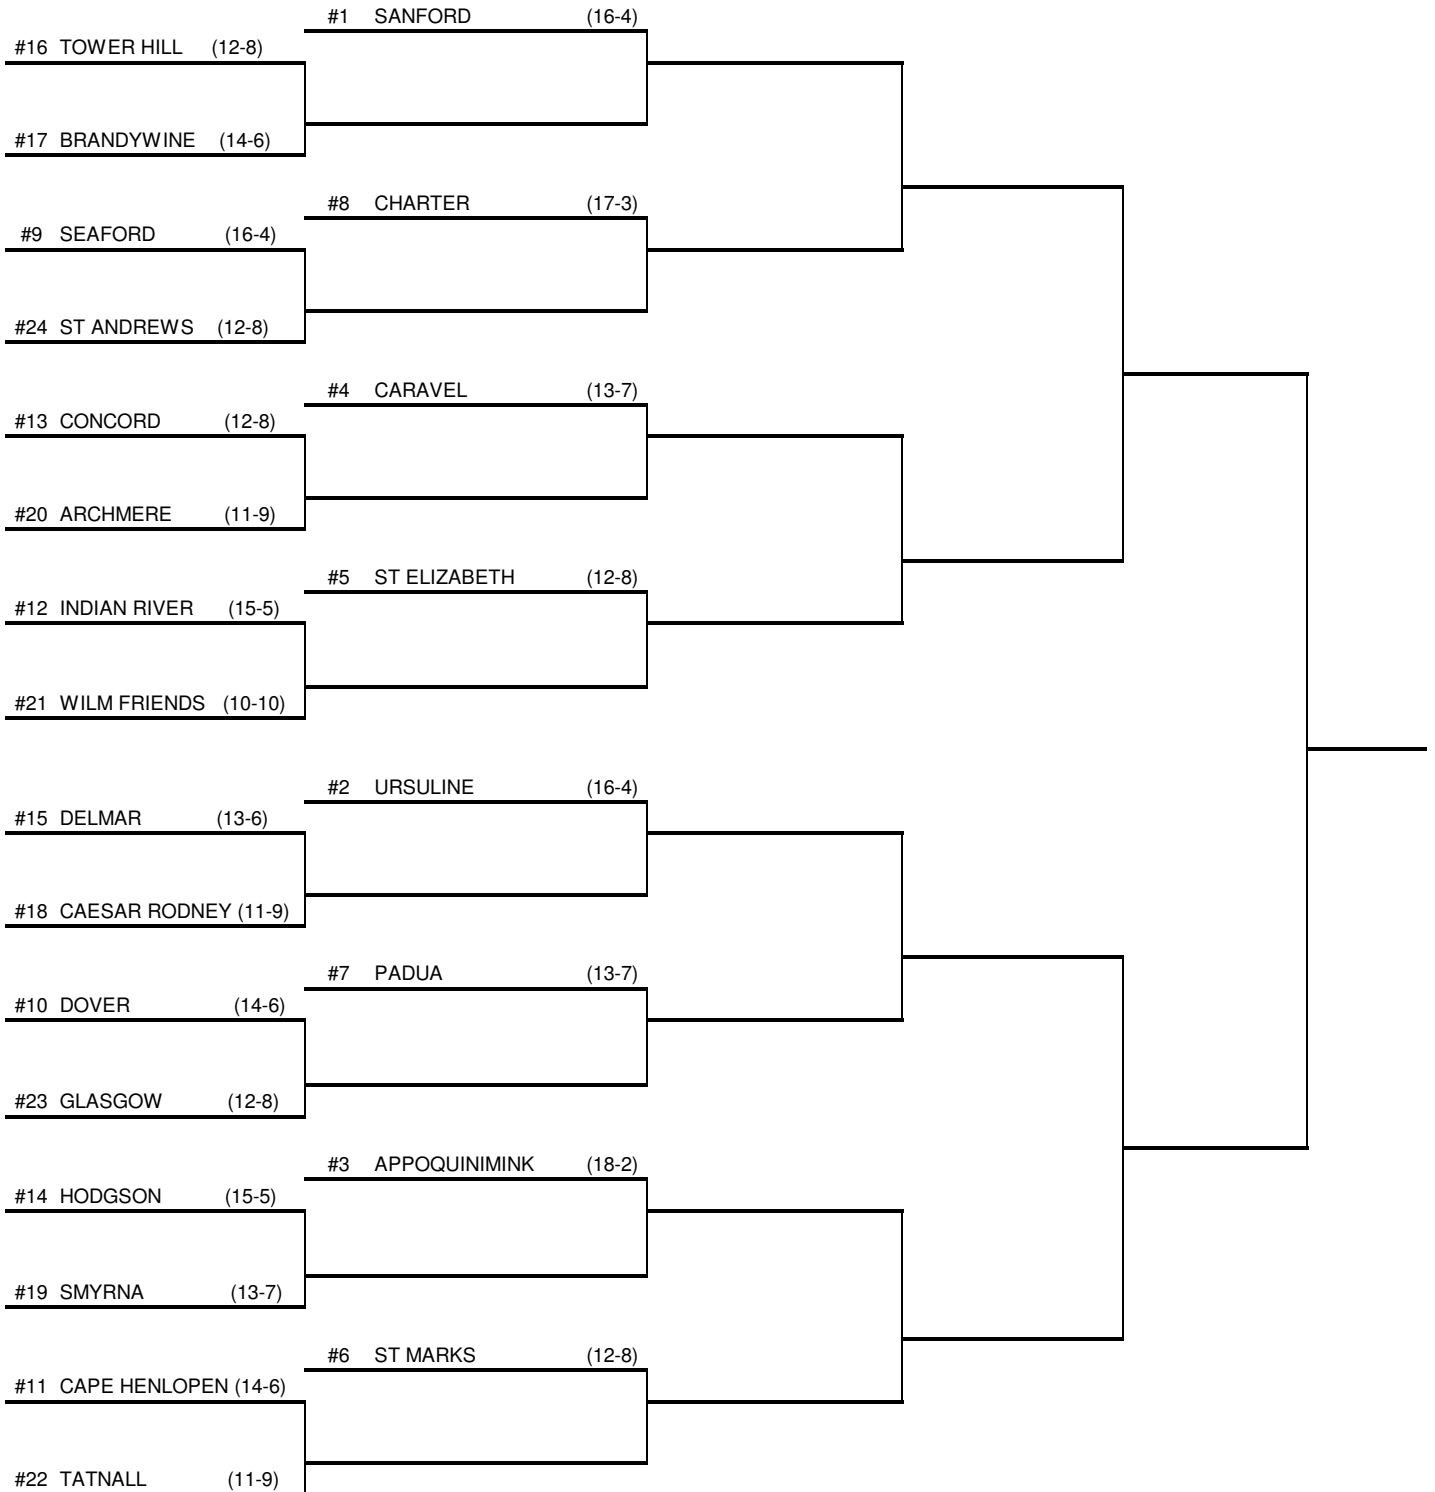 #1 SANFORD (16-4)
#16 TOWER HILL (12-8)
#17 BRANDYWINE (14-6)
#8 CHARTER (17-3)
#9 SEAFORD (16-4)
#24 ST ANDREWS (12-8)
#4 CARAVEL (13-7)
#13 CONCORD (12-8)
#20 ARCHMERE (11-9)
#5 ST ELIZABETH (12-8)
#12 INDIAN RIVER (15-5)
#21 WILM FRIENDS (10-10)
#2 URSULINE (16-4)
#15 DELMAR (13-6)
#18 CAESAR RODNEY (11-9)
#7 PADUA (13-7)
#10 DOVER (14-6)
#23 GLASGOW (12-8)
#3 APPOQUINIMINK (18-2)
#14 HODGSON (15-5)
#19 SMYRNA (13-7)
#6 ST MARKS (12-8)
#11 CAPE HENLOPEN (14-6)
#22 TATNALL (11-9)